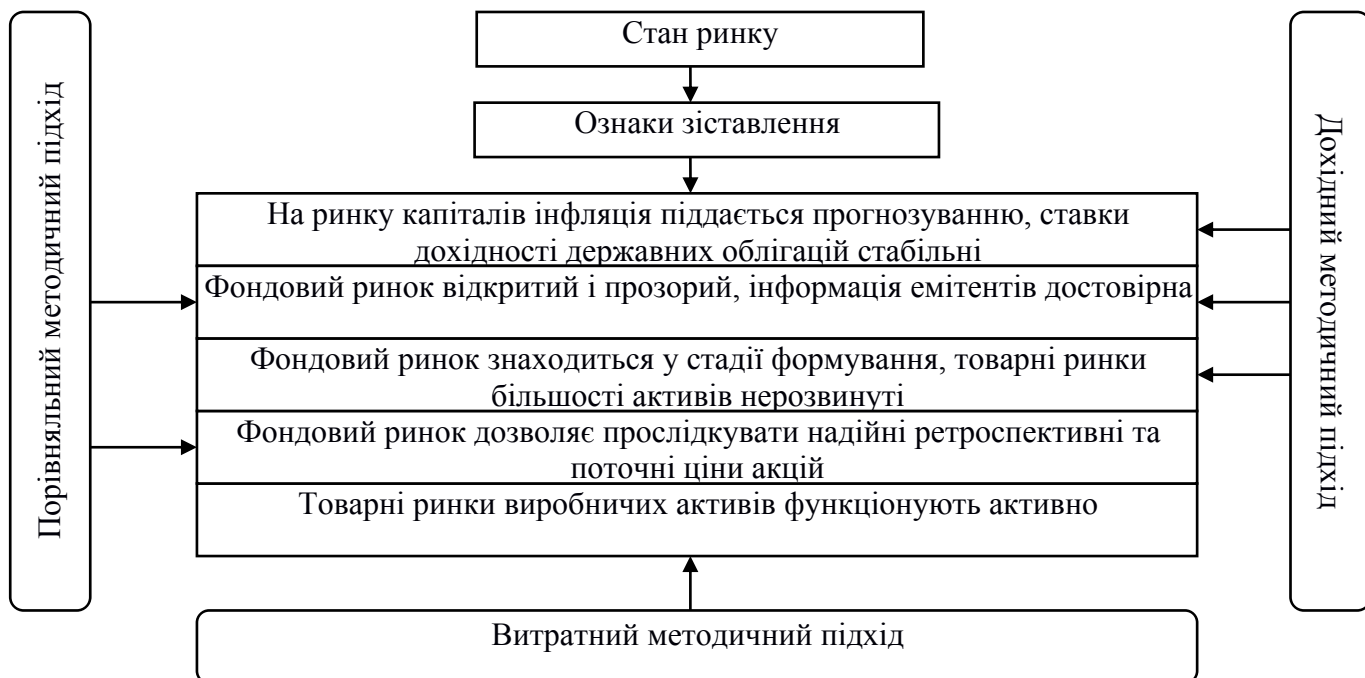 Стан ринку
Ознаки зіставлення
Порівняльний методичний підхід
На ринку капіталів інфляція піддається прогнозуванню, ставки
дохідності державних облігацій стабільні
Фондовий ринок відкритий і прозорий, інформація емітентів достовірна
Фондовий ринок знаходиться у стадії формування, товарні ринки
більшості активів нерозвинуті
Фондовий ринок дозволяє прослідкувати надійні ретроспективні та
поточні ціни акцій
Товарні ринки виробничих активів функціонують активно
Дохідний методичний підхід
Витратний методичний підхід